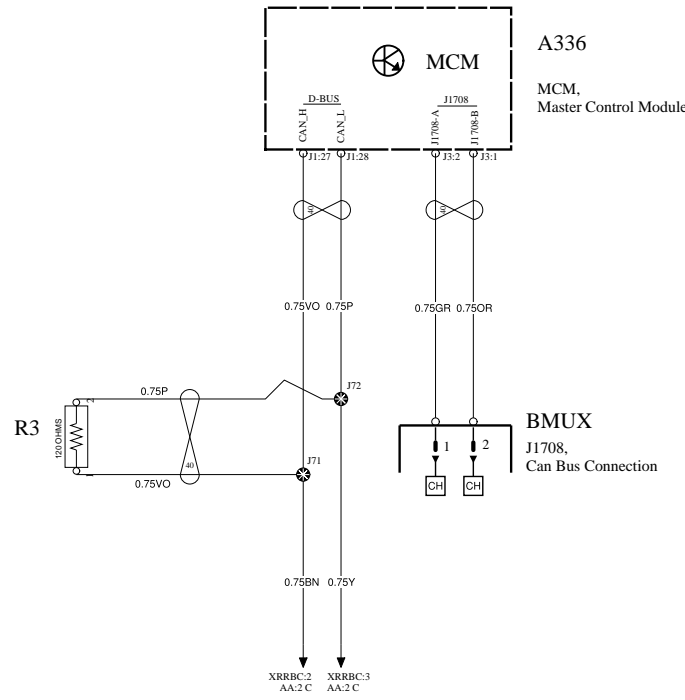 A336
MCM
MCM,
Master Control Module
D-BUS
J1708
CAN_H
CAN_L
J1708-A
J1708-B
J1:27
J1:28
J3:2
J3:1
40
40
0.75VO
0.75P
0.75GR
0.75OR
J72
0.75P
R3
120 OHMS
2
1
40
J71
0.75VO
BMUX
J1708,
Can Bus Connection
1
2
CH
CH
0.75BN
0.75Y
XRRBC:2
AA:2 C
XRRBC:3
AA:2 C